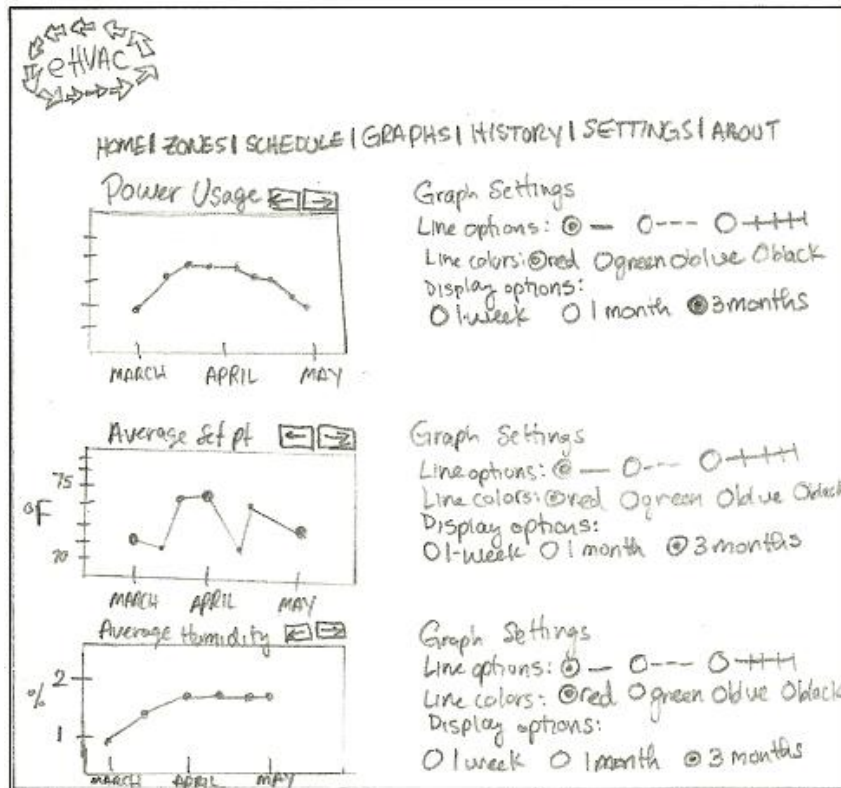 eHVAC
HOME | ZONES | SCHEDULE | GRAPHS | HISTORY | SETTINGS | ABOUT
Power Usage ← →
MARCH APRIL MAY
Graph Settings
Line options: — --- ++++
Line colors: red green blue black
Display options:
1-week 1 month 3 months
Average Set pt ← →
75
°F
70
MARCH APRIL MAY
Graph Settings
Line options: — --- ++++
Line colors: red green blue black
Display options:
1-week 1 month 3 months
Average Humidity ← →
2
%
1
MARCH APRIL MAY
Graph Settings
Line options: — --- ++++
Line colors: red green blue black
Display options:
1 week 1 month 3 months